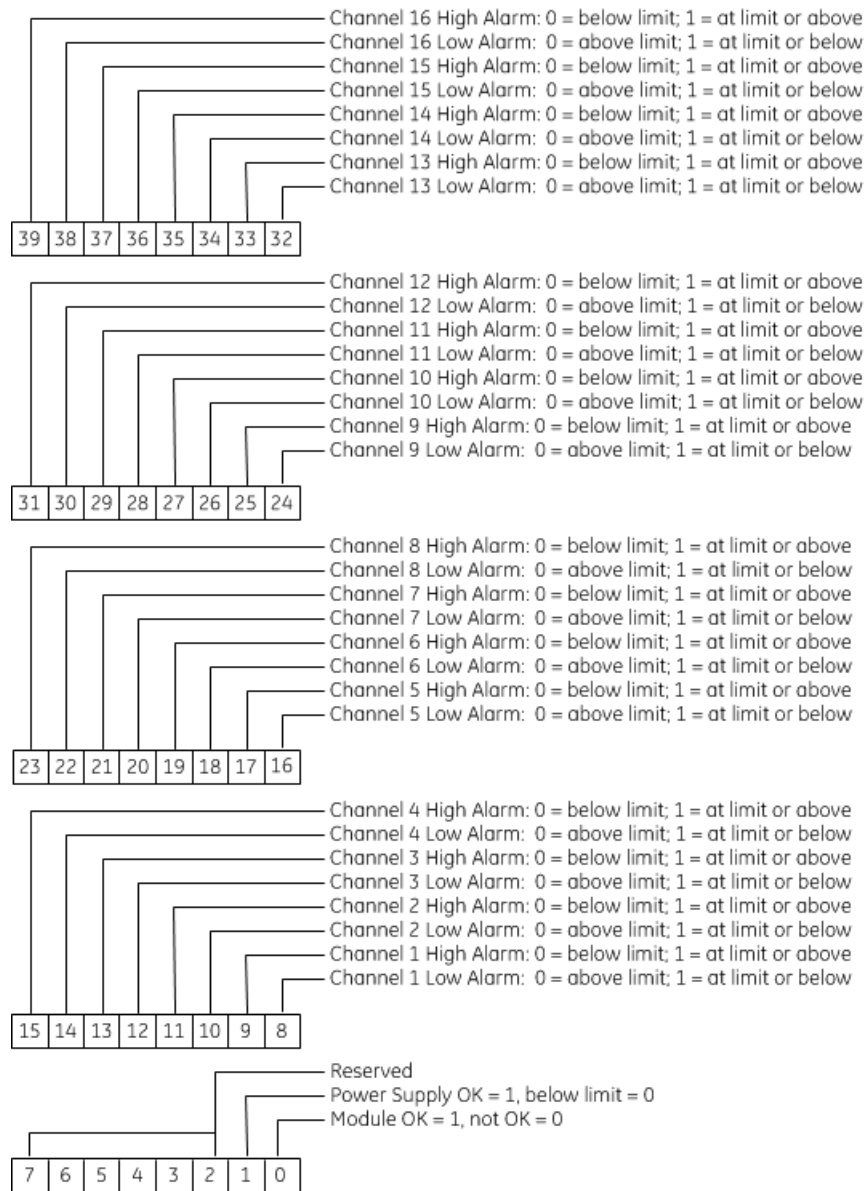 Channel 16 High Alarm: 0 = below limit; 1 = at limit or above
Channel 16 Low Alarm: 0 = above limit; 1 = at limit or below
Channel 15 High Alarm: 0 = below limit; 1 = at limit or above
Channel 15 Low Alarm: 0 = above limit; 1 = at limit or below
Channel 14 High Alarm: 0 = below limit; 1 = at limit or above
Channel 14 Low Alarm: 0 = above limit; 1 = at limit or below
Channel 13 High Alarm: 0 = below limit; 1 = at limit or above
Channel 13 Low Alarm: 0 = above limit; 1 = at limit or below
39 38 37 36 35 34 33 32
Channel 12 High Alarm: 0 = below limit; 1 = at limit or above
Channel 12 Low Alarm: 0 = above limit; 1 = at limit or below
Channel 11 High Alarm: 0 = below limit; 1 = at limit or above
Channel 11 Low Alarm: 0 = above limit; 1 = at limit or below
Channel 10 High Alarm: 0 = below limit; 1 = at limit or above
Channel 10 Low Alarm: 0 = above limit; 1 = at limit or below
Channel 9 High Alarm: 0 = below limit; 1 = at limit or above
Channel 9 Low Alarm: 0 = above limit; 1 = at limit or below
31 30 29 28 27 26 25 24
Channel 8 High Alarm: 0 = below limit; 1 = at limit or above
Channel 8 Low Alarm: 0 = above limit; 1 = at limit or below
Channel 7 High Alarm: 0 = below limit; 1 = at limit or above
Channel 7 Low Alarm: 0 = above limit; 1 = at limit or below
Channel 6 High Alarm: 0 = below limit; 1 = at limit or above
Channel 6 Low Alarm: 0 = above limit; 1 = at limit or below
Channel 5 High Alarm: 0 = below limit; 1 = at limit or above
Channel 5 Low Alarm: 0 = above limit; 1 = at limit or below
23 22 21 20 19 18 17 16
Channel 4 High Alarm: 0 = below limit; 1 = at limit or above
Channel 4 Low Alarm: 0 = above limit; 1 = at limit or below
Channel 3 High Alarm: 0 = below limit; 1 = at limit or above
Channel 3 Low Alarm: 0 = above limit; 1 = at limit or below
Channel 2 High Alarm: 0 = below limit; 1 = at limit or above
Channel 2 Low Alarm: 0 = above limit; 1 = at limit or below
Channel 1 High Alarm: 0 = below limit; 1 = at limit or above
Channel 1 Low Alarm: 0 = above limit; 1 = at limit or below
15 14 13 12 11 10 9 8
Reserved
Power Supply OK = 1, below limit = 0
Module OK = 1, not OK = 0
7 6 5 4 3 2 1 0